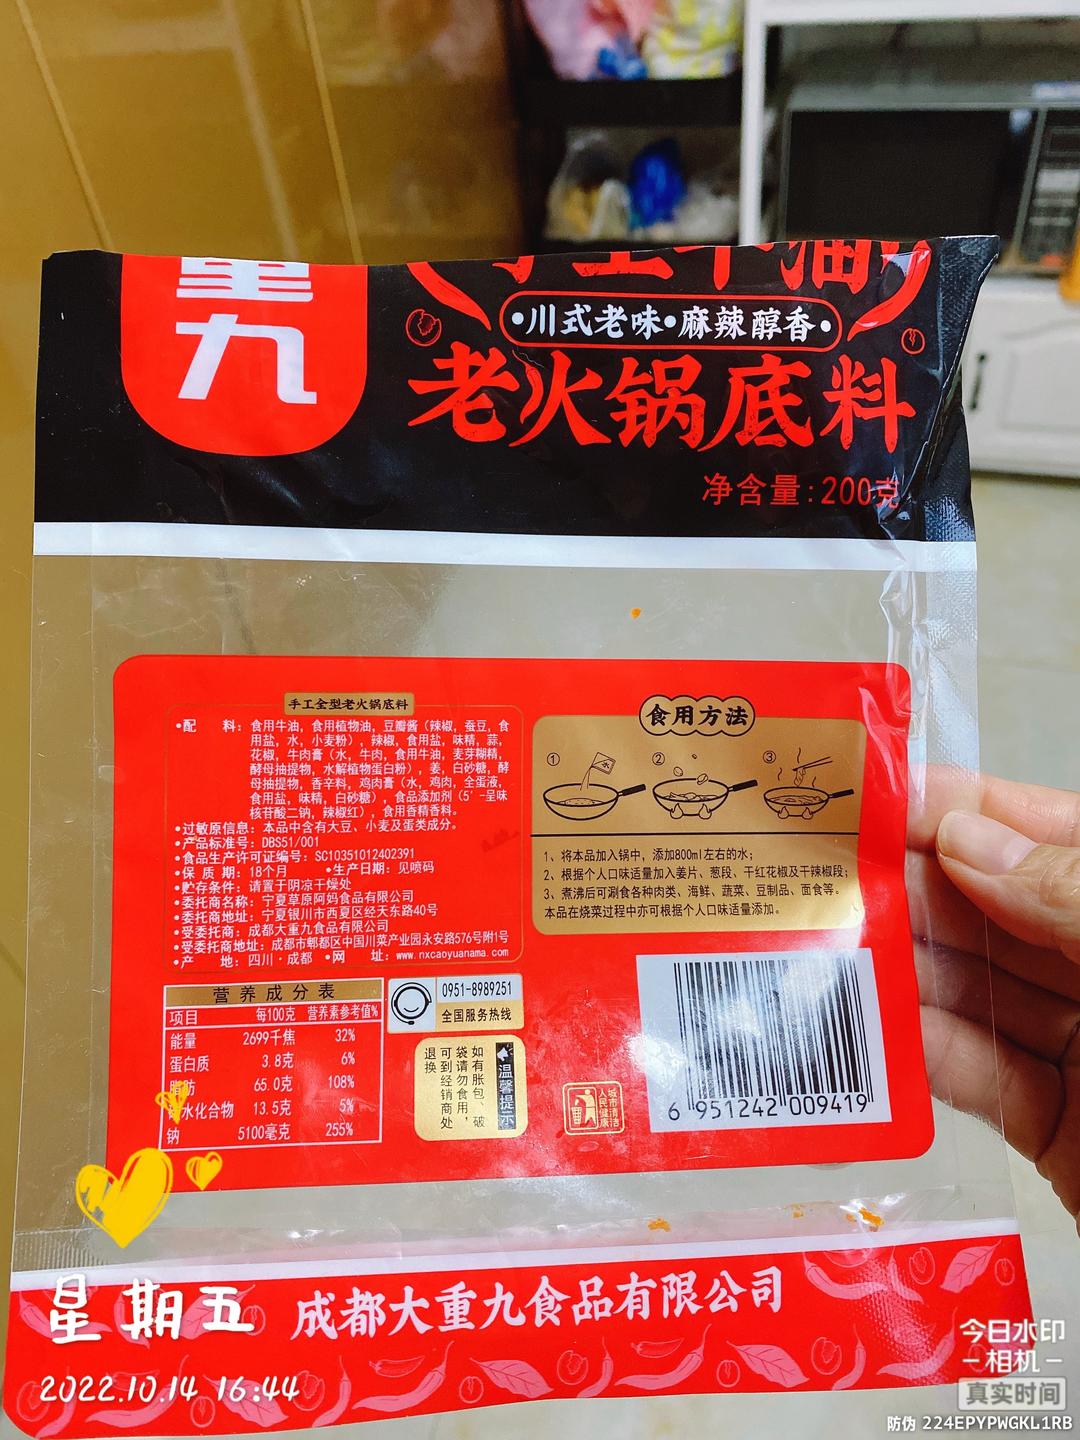 九
川式老味·麻辣醇香
老火锅底料
净含量:200克
手工全型老火锅底料
•配 料：食用牛油，食用植物油，豆瓣酱（辣椒，蚕豆，食
用盐，水，小麦粉），辣椒，食用盐，味精，蒜，
花椒，牛肉膏（水，牛肉，食用牛油，麦芽糊精，
酵母抽提物，水解植物蛋白粉），姜，白砂糖，酵
母抽提物，香辛料，鸡肉膏（水，鸡肉，全蛋液，
食用盐，味精，白砂糖），食品添加剂（5'-呈味
核苷酸二钠，辣椒红），食用香精香料。
•过敏原信息：本品中含有大豆、小麦及蛋类成分。
•产品标准号：DBS51/001
•食品生产许可证编号：SC10351012402391
•保 质 期：18个月 •生产日期：见喷码
•贮存条件：请置于阴凉干燥处
•委托商名称：宁夏草原阿妈食品有限公司
•委托商地址：宁夏银川市西夏区经天东路40号
•受委托商：成都大重九食品有限公司
•受委托商地址：成都市郫都区中国川菜产业园永安路576号附1号
•产 地：四川·成都 •网 址：www.nxcaoyuanama.com
食用方法
① ② ③
水
1、将本品加入锅中，添加800ml左右的水；
2、根据个人口味适量加入姜片、葱段、干红花椒及干辣椒段；
3、煮沸后可涮食各种肉类、海鲜、蔬菜、豆制品、面食等。
本品在烧菜过程中亦可根据个人口味适量添加。
营养成分表
项目 每100克 营养素参考值%
能量 2699千焦 32%
蛋白质 3.8克 6%
脂肪 65.0克 108%
水化合物 13.5克 5%
钠 5100毫克 255%
0951-8989251
全国服务热线
温馨提示
如有胀包、破
袋请勿食用，
可到经销商处
退换
城市清洁
人民健康
6 951242 009419
成都大重九食品有限公司
星期五
2022.10.14 16:44
今日水印
相机
真实时间
防伪 224EPYPWGKL1RB